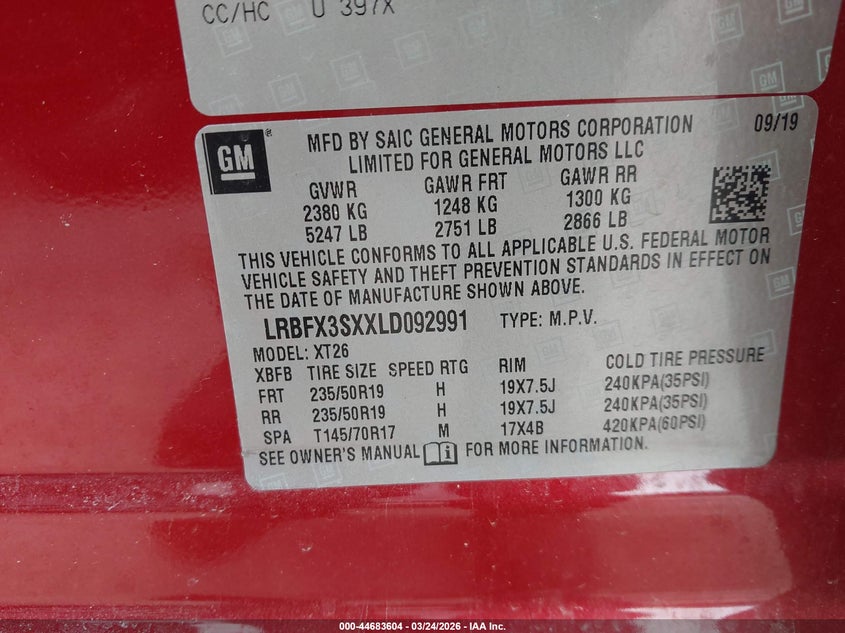 CC/HC U 397X
GM
MFD BY SAIC GENERAL MOTORS CORPORATION 09/19
LIMITED FOR GENERAL MOTORS LLC
GVWR GAWR FRT GAWR RR
2380 KG 1248 KG 1300 KG
5247 LB 2751 LB 2866 LB
THIS VEHICLE CONFORMS TO ALL APPLICABLE U.S. FEDERAL MOTOR
VEHICLE SAFETY AND THEFT PREVENTION STANDARDS IN EFFECT ON
THE DATE OF MANUFACTURE SHOWN ABOVE.
LRBFX3SXXLD092991 TYPE: M.P.V.
MODEL: XT26
XBFB TIRE SIZE SPEED RTG RIM COLD TIRE PRESSURE
FRT 235/50R19 H 19X7.5J 240KPA(35PSI)
RR 235/50R19 H 19X7.5J 240KPA(35PSI)
SPA T145/70R17 M 17X4B 420KPA(60PSI)
SEE OWNER'S MANUAL FOR MORE INFORMATION.
000-44683604 - 03/24/2026 - IAA Inc.